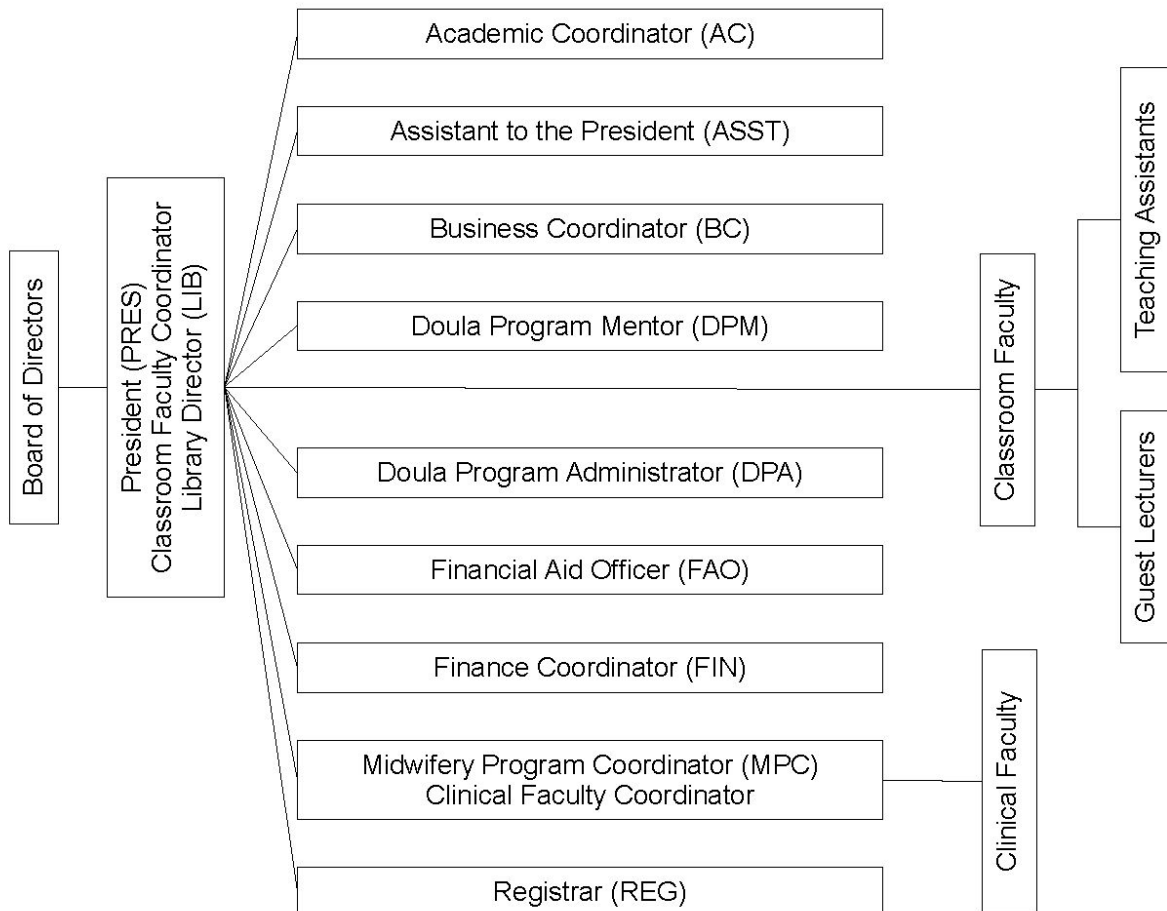 Board of Directors
President (PRES)
Classroom Faculty Coordinator
Library Director (LIB)
Academic Coordinator (AC)
Assistant to the President (ASST)
Business Coordinator (BC)
Doula Program Mentor (DPM)
Doula Program Administrator (DPA)
Financial Aid Officer (FAO)
Finance Coordinator (FIN)
Midwifery Program Coordinator (MPC)
Clinical Faculty Coordinator
Registrar (REG)
Classroom Faculty
Clinical Faculty
Teaching Assistants
Guest Lecturers